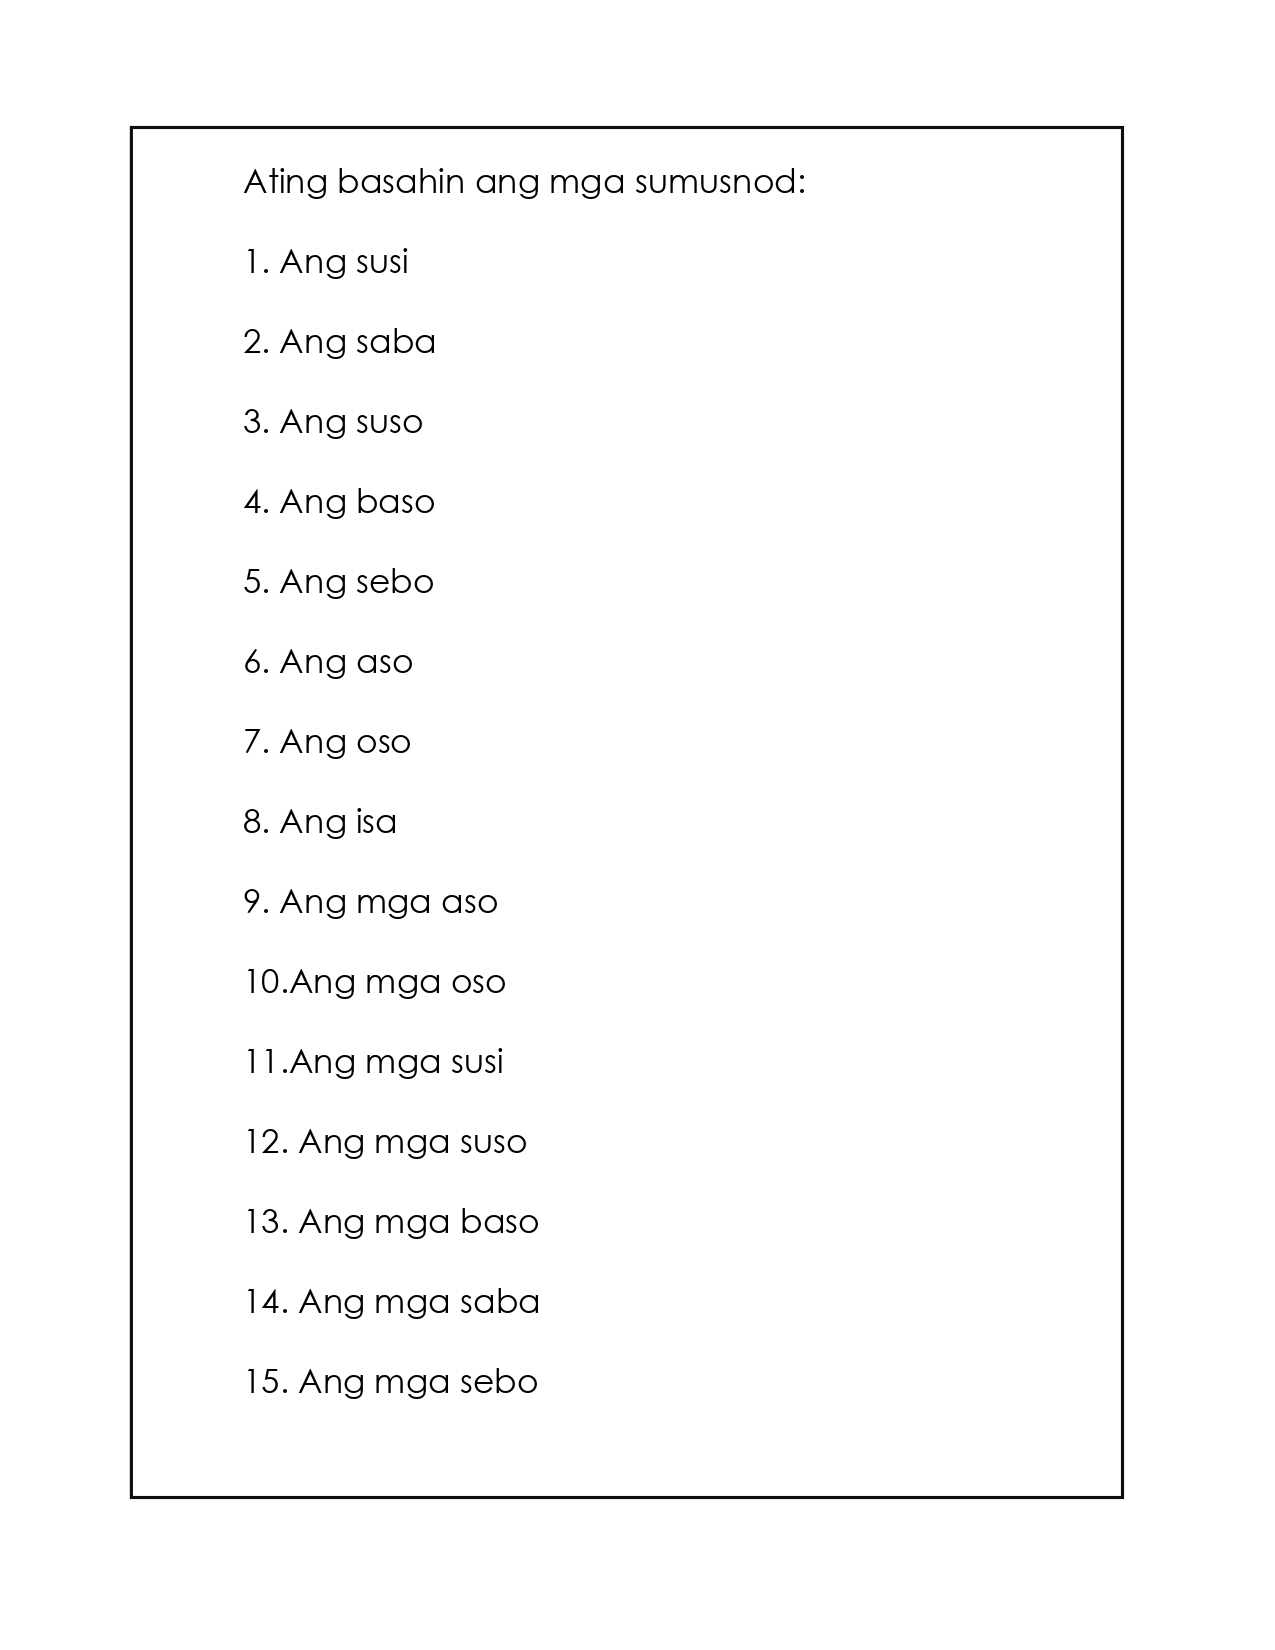 Ating basahin ang mga sumusnod:
1. Ang susi
2. Ang saba
3. Ang suso
4. Ang baso
5. Ang sebo
6. Ang aso
7. Ang oso
8. Ang isa
9. Ang mga aso
10.Ang mga oso
11.Ang mga susi
12. Ang mga suso
13. Ang mga baso
14. Ang mga saba
15. Ang mga sebo